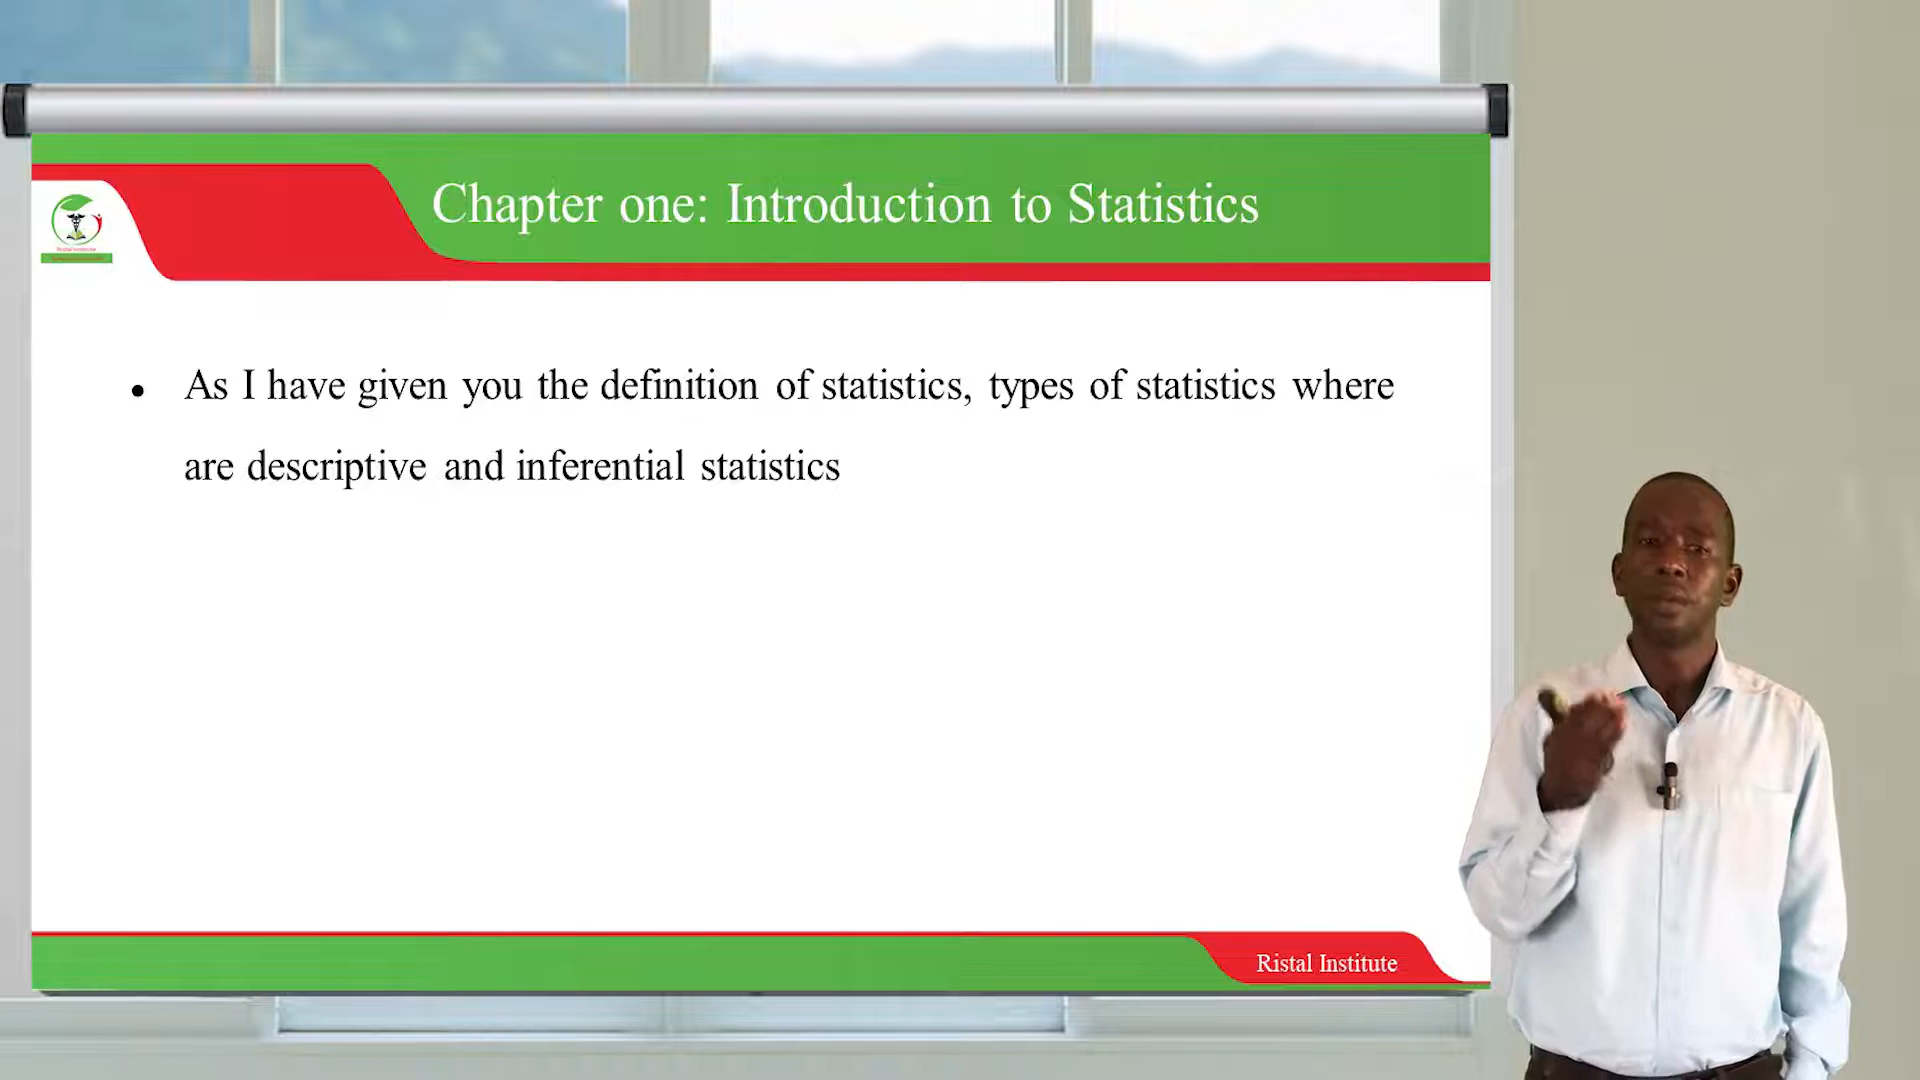 Chapter one: Introduction to Statistics
• As I have given you the definition of statistics, types of statistics where
are descriptive and inferential statistics
Ristal Institute